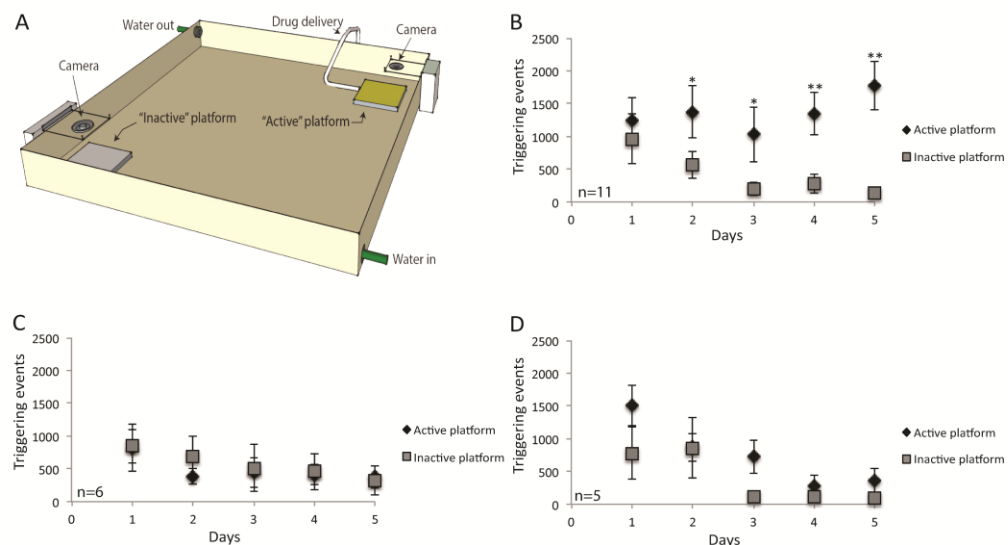 A
Water out
Drug delivery
Camera
Camera
"Inactive" platform
"Active" platform
Water in
B
2500
2000
1500
1000
500
0
Triggering events
*
*
**
**
n=11
0
1
2
3
4
5
Days
Active platform
Inactive platform
C
2500
2000
1500
1000
500
0
Triggering events
n=6
0
1
2
3
4
5
Days
Active platform
Inactive platform
D
2500
2000
1500
1000
500
0
Triggering events
n=5
0
1
2
3
4
5
Days
Active platform
Inactive platform